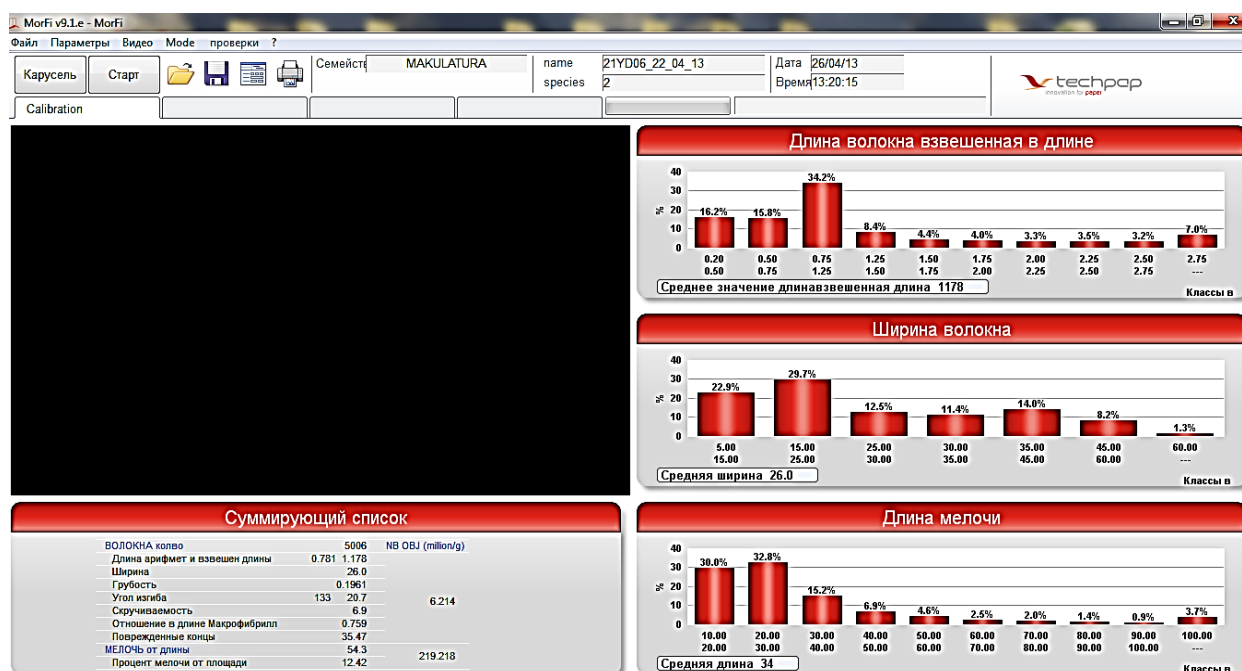 MorFi v9.1.e - MorFi
Файл Параметры Видео Mode проверки ?
Карусель Старт Семейств MAKULATURA name 21YD06_22_04_13 Дата 26/04/13
species 2 Время 13:20:15
techpap
innovation for paper
Calibration
Длина волокна взвешенная в длине
40
30
20
10
0
%
16.2% 15.8% 34.2% 8.4% 4.4% 4.0% 3.3% 3.5% 3.2% 7.0%
0.20 0.50 0.75 1.25 1.50 1.75 2.00 2.25 2.50 2.75
0.50 0.75 1.25 1.50 1.75 2.00 2.25 2.50 2.75 ---
Среднее значение длинавзвешенная длина 1178
Классы в
Ширина волокна
40
30
20
10
0
%
22.9% 29.7% 12.5% 11.4% 14.0% 8.2% 1.3%
5.00 15.00 25.00 30.00 35.00 45.00 60.00
15.00 25.00 30.00 35.00 45.00 60.00 ---
Средняя ширина 26.0
Классы в
Суммирующий список
ВОЛОКНА колво 5006 NB OBJ (milion/g)
Длина арифмет и взвешен длины 0.781 1.178
Ширина 26.0
Грубость 0.1961
Угол изгиба 133 20.7
6.214
Скручиваемость 6.9
Отношение в длине Макрофибрилл 0.759
Поврежденные концы 35.47
МЕЛОЧЬ от длины 54.3
219.218
Процент мелочи от площади 12.42
Длина мелочи
40
30
20
10
0
%
30.0% 32.8% 15.2% 6.9% 4.6% 2.5% 2.0% 1.4% 0.9% 3.7%
10.00 20.00 30.00 40.00 50.00 60.00 70.00 80.00 90.00 100.00
20.00 30.00 40.00 50.00 60.00 70.00 80.00 90.00 100.00 ---
Средняя длина 34
Классы в